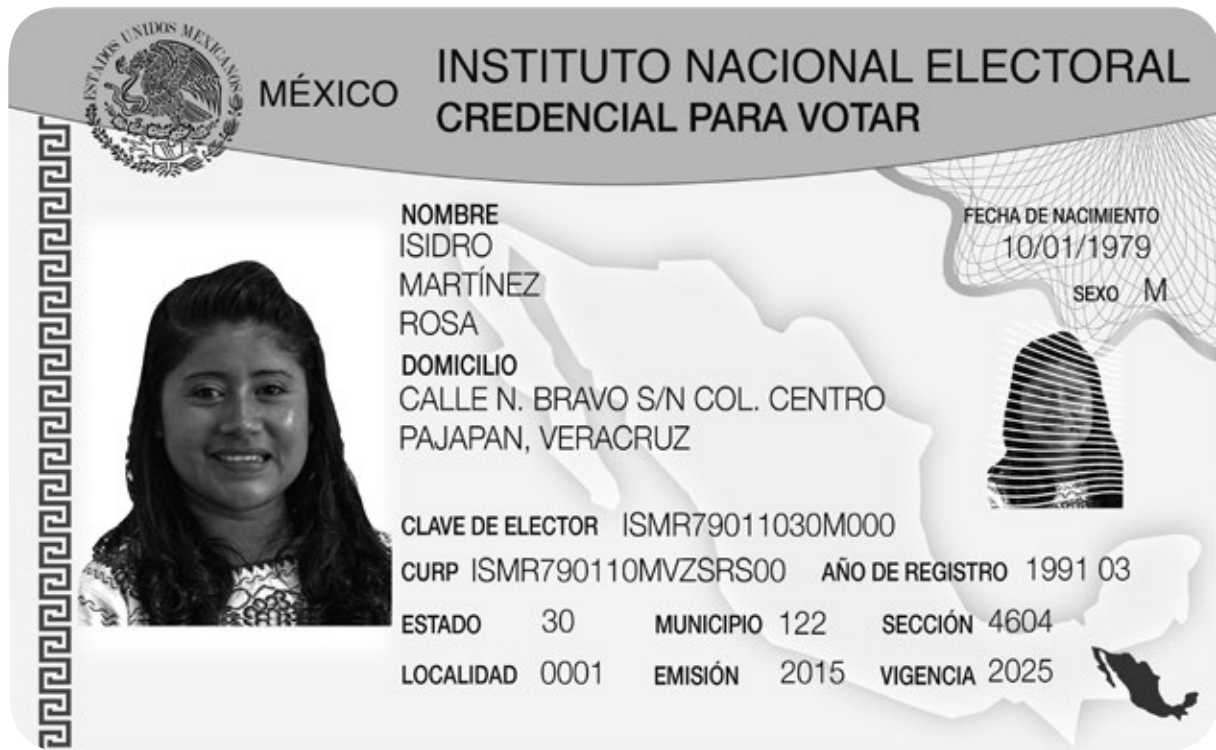 ESTADOS UNIDOS MEXICANOS
MÉXICO
INSTITUTO NACIONAL ELECTORAL
CREDENCIAL PARA VOTAR
NOMBRE
ISIDRO
MARTÍNEZ
ROSA
FECHA DE NACIMIENTO
10/01/1979
SEXO M
DOMICILIO
CALLE N. BRAVO S/N COL. CENTRO
PAJAPAN, VERACRUZ
CLAVE DE ELECTOR ISMR79011030M000
CURP ISMR790110MVZSRS00 AÑO DE REGISTRO 1991 03
ESTADO 30 MUNICIPIO 122 SECCIÓN 4604
LOCALIDAD 0001 EMISIÓN 2015 VIGENCIA 2025